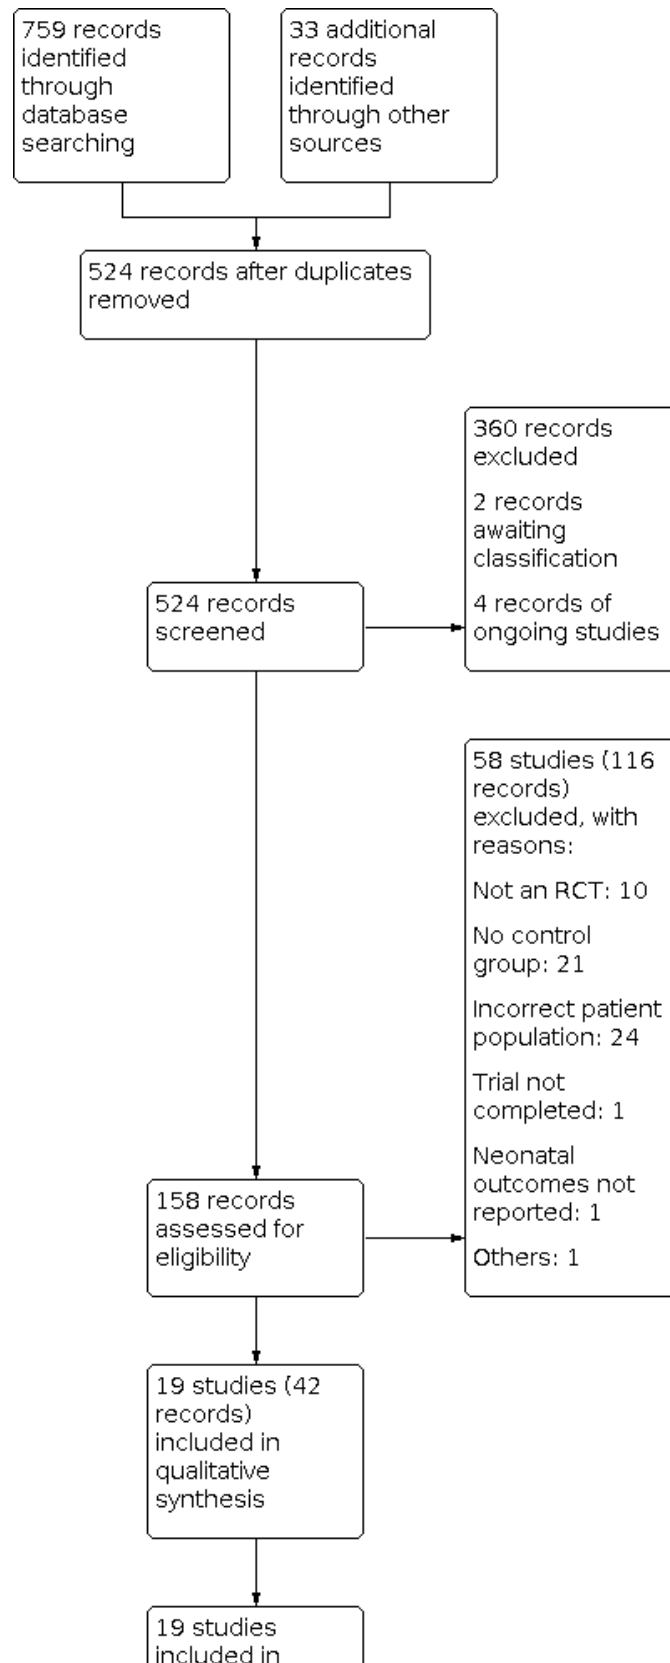 759 records
identified
through
database
searching
33 additional
records
identified
through other
sources
524 records after duplicates
removed
360 records
excluded
2 records
awaiting
classification
4 records of
ongoing studies
524 records
screened
58 studies (116
records)
excluded, with
reasons:
Not an RCT: 10
No control
group: 21
Incorrect patient
population: 24
Trial not
completed: 1
Neonatal
outcomes not
reported: 1
Others: 1
158 records
assessed for
eligibility
19 studies (42
records)
included in
qualitative
synthesis
19 studies
included in